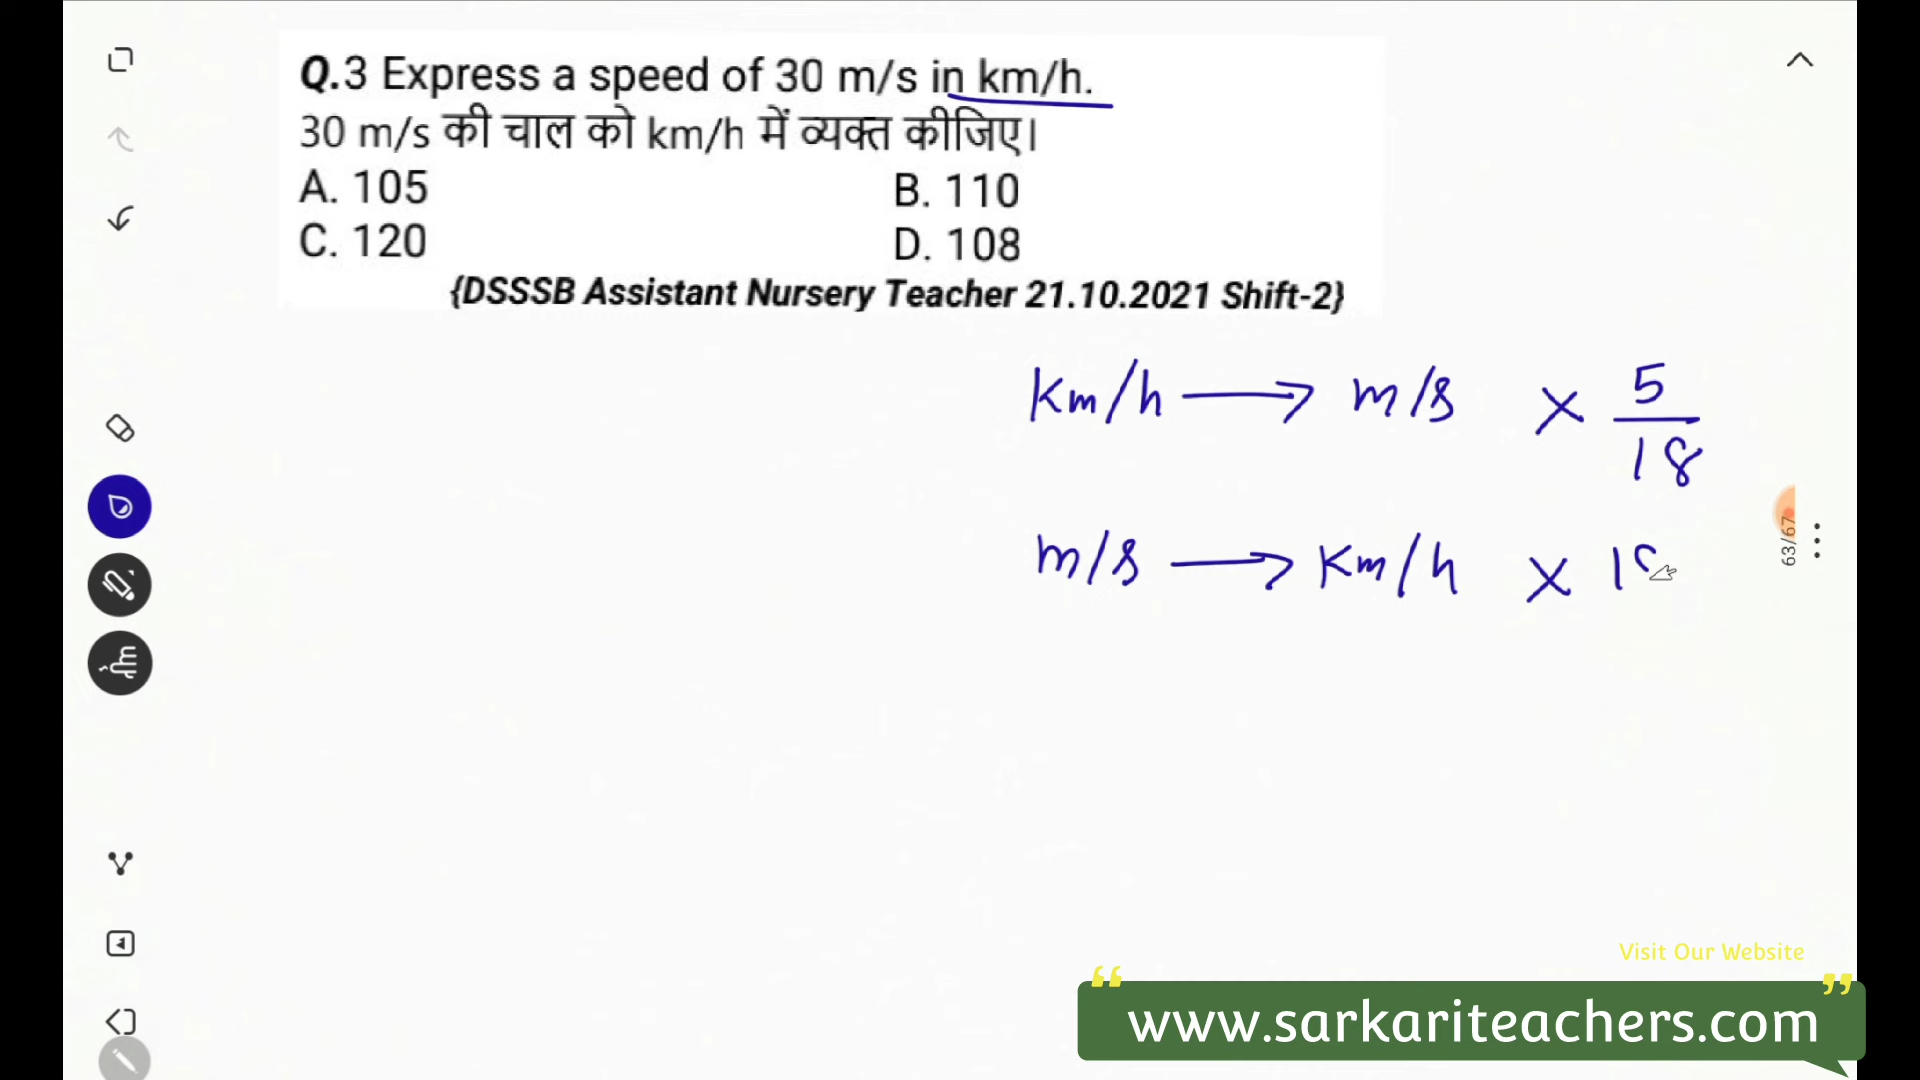 Q.3 Express a speed of 30 m/s in km/h.
30 m/s की चाल को km/h में व्यक्त कीजिए।
A. 105 B. 110
C. 120 D. 108
{DSSSB Assistant Nursery Teacher 21.10.2021 Shift-2}
Km/h → m/s × 5/18
m/s → Km/h ×
63/67
Visit Our Website
“ www.sarkariteachers.com ”